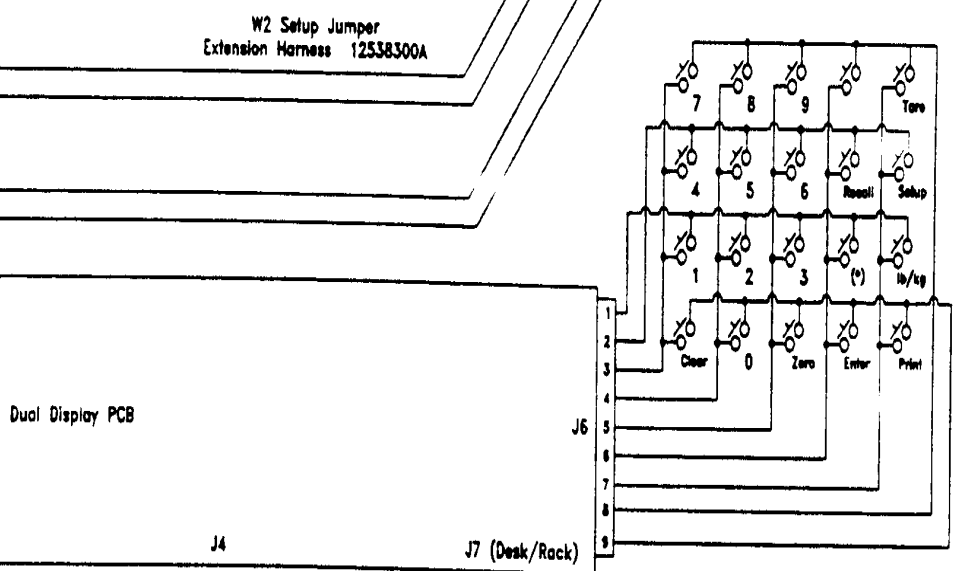 W2 Setup Jumper
Extension Harness 12538300A
7 8 9 Tare
4 5 6 Recall Setup
1 2 3 (*) lb/kg
Clear 0 Zero Enter Print
1
2
3
4
5
6
7
8
9
Dual Display PCB
J6
J4
J7 (Desk/Rack)